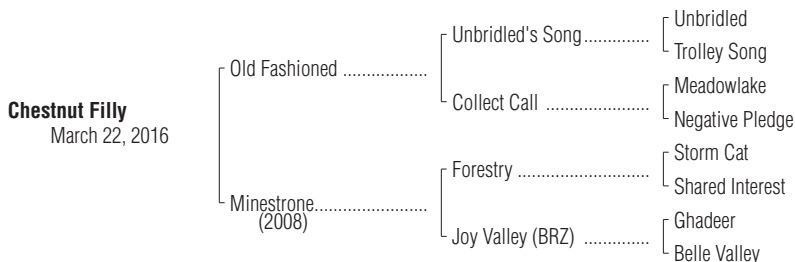 Unbridled
Unbridled's Song..............
Trolley Song
Old Fashioned ..................
Meadowlake
Collect Call ......................
Chestnut Filly
Negative Pledge
March 22, 2016
Storm Cat
Forestry ............................
Shared Interest
Minestrone........................
(2008)
Ghadeer
Joy Valley (BRZ) ..............
Belle Valley